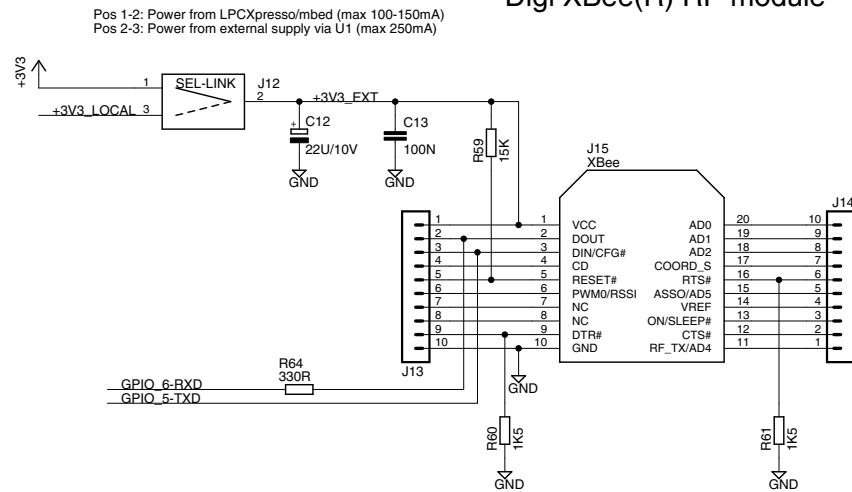 Digi XBee(R) RF module
Pos 1-2: Power from LPCXpresso/mbed (max 100-150mA)
Pos 2-3: Power from external supply via U1 (max 250mA)
+3V3
1
SEL-LINK
J12
2
+3V3_EXT
+3V3_LOCAL
3
+
C12
22U/10V
GND
C13
100N
GND
R59
15K
J15
XBee
J14
J13
1 1 VCC AD0 20 10
2 2 DOUT AD1 19 9
3 3 DIN/CFG# AD2 18 8
4 4 CD COORD_S 17 7
5 5 RESET# RTS# 16 6
6 6 PWM0/RSSI ASSO/AD5 15 5
7 7 NC VREF 14 4
8 8 NC ON/SLEEP# 13 3
9 9 DTR# CTS# 12 2
10 10 GND RF_TX/AD4 11 1
R64
330R
GPIO_6-RXD
GPIO_5-TXD
GND
R60
1K5
GND
R61
1K5
GND